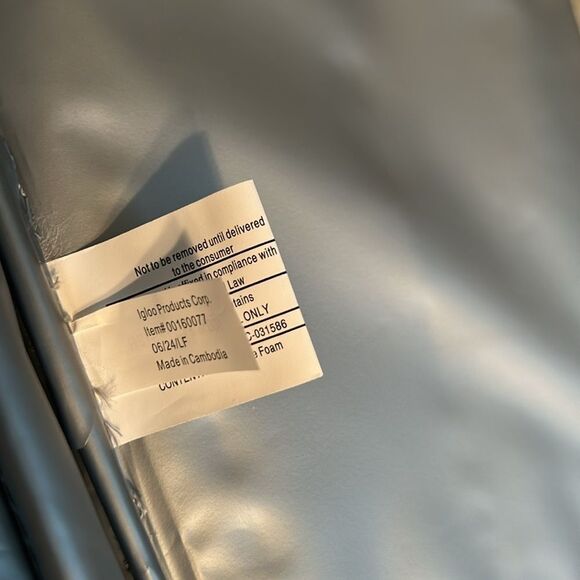 Not to be removed until delivered
to the consumer
in compliance with
Law
tains
ONLY
C-031586
Foam
CONTENT
Igloo Products Corp.
Item# 00160077
06/24/LF
Made in Cambodia